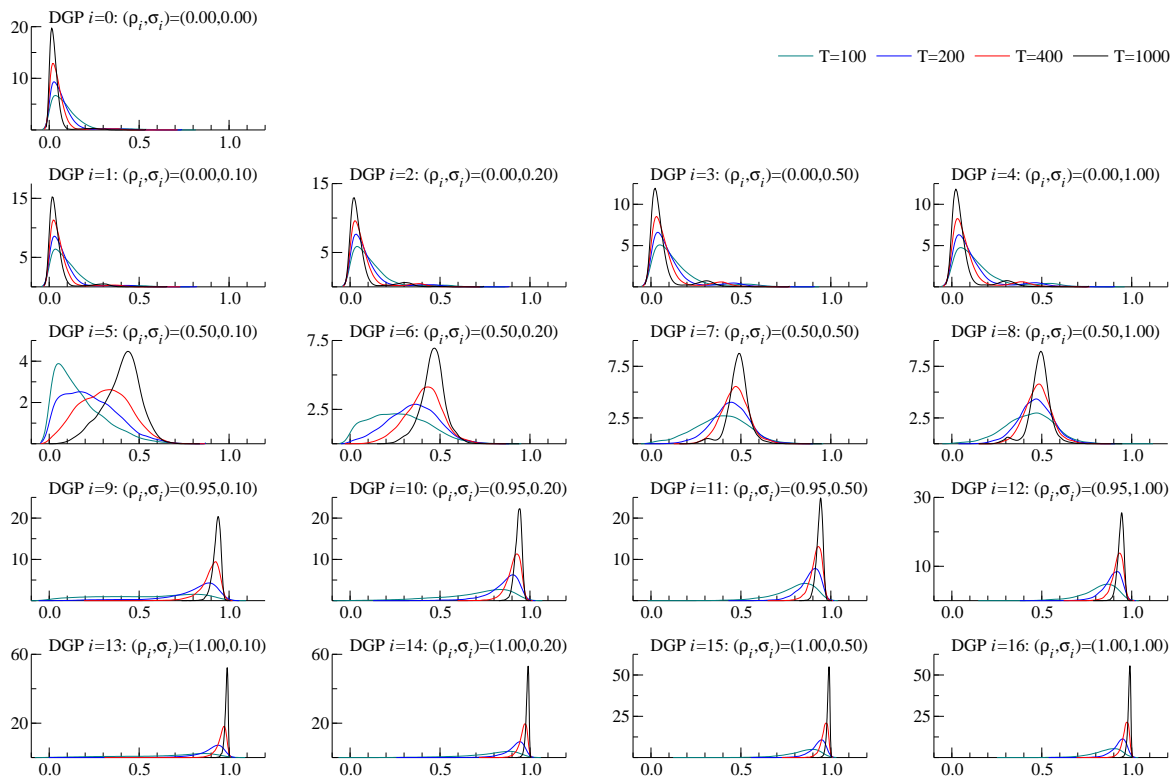 DGP i=0: (ρi,σi)=(0.00,0.00)
T=100 T=200 T=400 T=1000
20
10
0.0 0.5 1.0
DGP i=1: (ρi,σi)=(0.00,0.10)
15
5
0.0 0.5 1.0
DGP i=2: (ρi,σi)=(0.00,0.20)
15
5
0.0 0.5 1.0
DGP i=3: (ρi,σi)=(0.00,0.50)
10
5
0.0 0.5 1.0
DGP i=4: (ρi,σi)=(0.00,1.00)
10
5
0.0 0.5 1.0
DGP i=5: (ρi,σi)=(0.50,0.10)
4
2
0.0 0.5 1.0
DGP i=6: (ρi,σi)=(0.50,0.20)
7.5
2.5
0.0 0.5 1.0
DGP i=7: (ρi,σi)=(0.50,0.50)
7.5
2.5
0.0 0.5 1.0
DGP i=8: (ρi,σi)=(0.50,1.00)
7.5
2.5
0.0 0.5 1.0
DGP i=9: (ρi,σi)=(0.95,0.10)
20
10
0.0 0.5 1.0
DGP i=10: (ρi,σi)=(0.95,0.20)
20
10
0.0 0.5 1.0
DGP i=11: (ρi,σi)=(0.95,0.50)
20
10
0.0 0.5 1.0
DGP i=12: (ρi,σi)=(0.95,1.00)
30
10
0.0 0.5 1.0
DGP i=13: (ρi,σi)=(1.00,0.10)
60
20
0.0 0.5 1.0
DGP i=14: (ρi,σi)=(1.00,0.20)
60
20
0.0 0.5 1.0
DGP i=15: (ρi,σi)=(1.00,0.50)
50
25
0.0 0.5 1.0
DGP i=16: (ρi,σi)=(1.00,1.00)
50
25
0.0 0.5 1.0